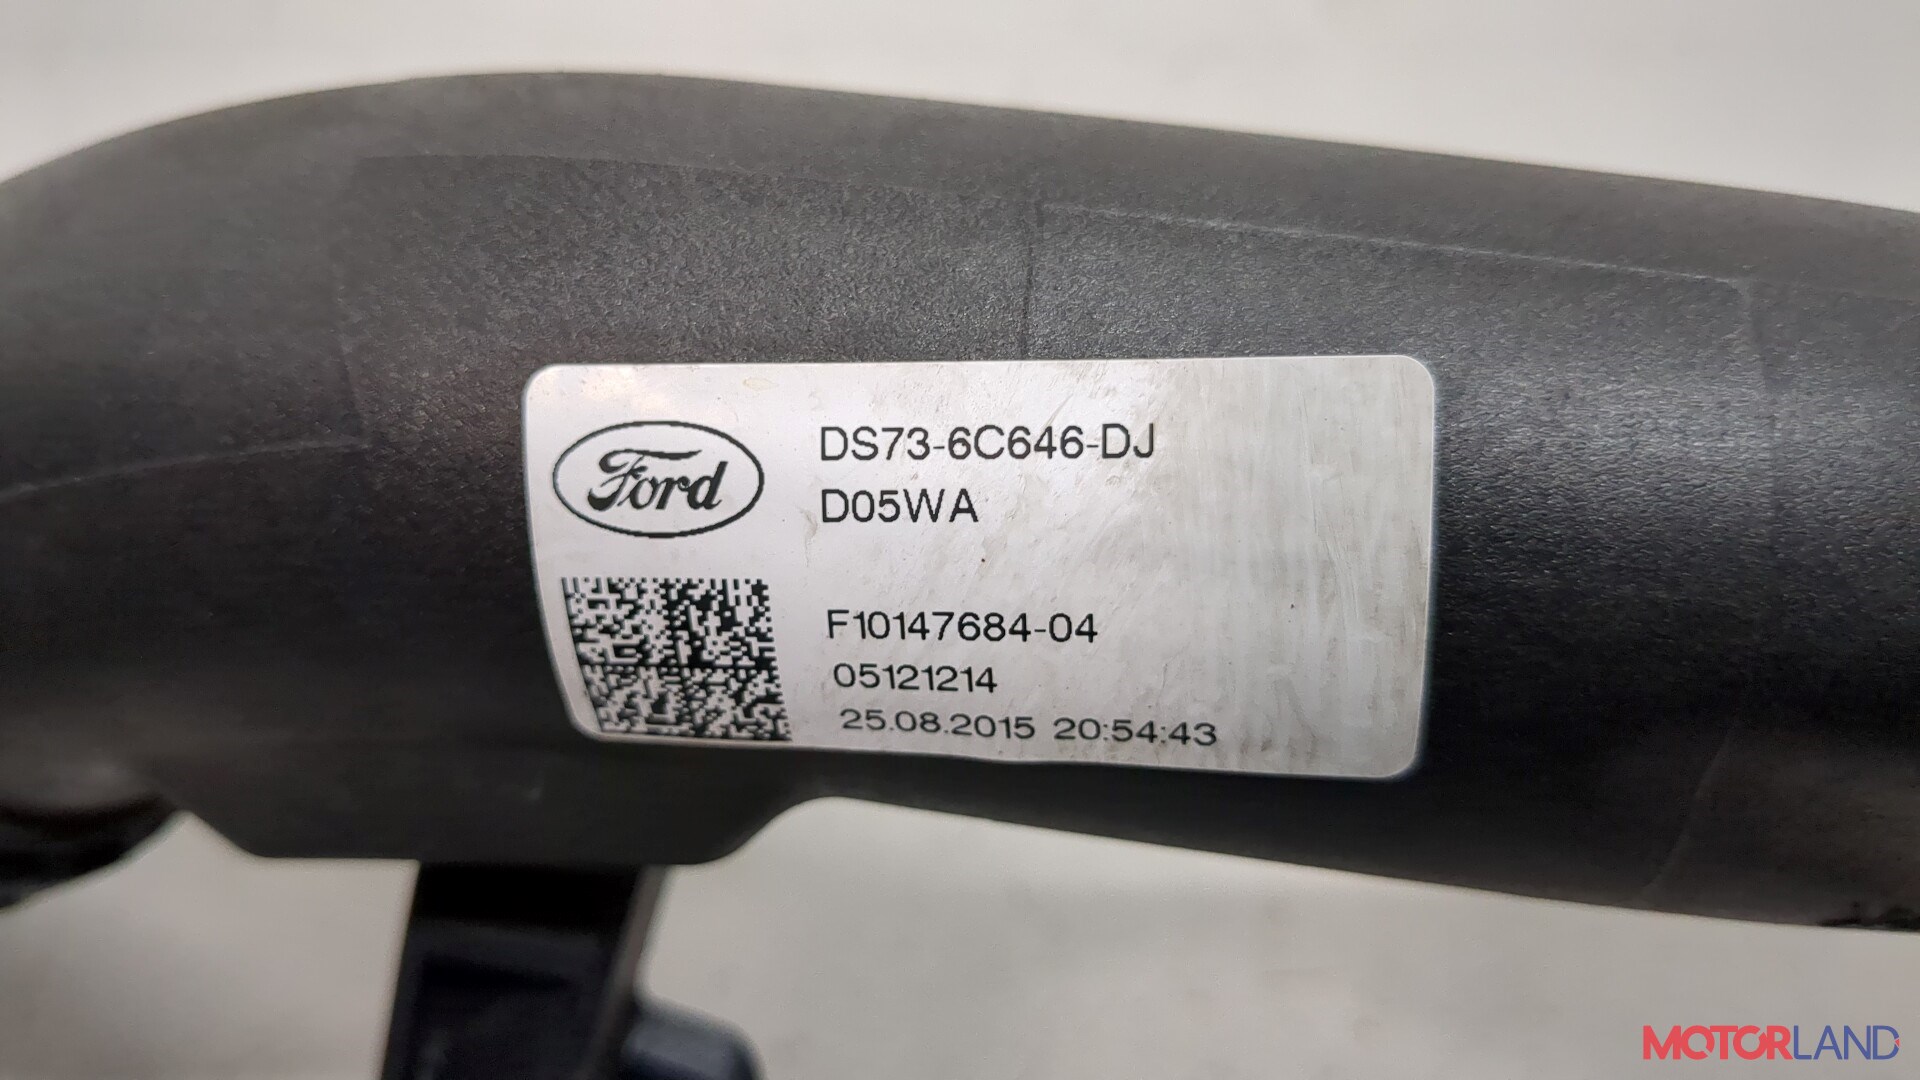 Ford
DS73-6C646-DJ
D05WA
F10147684-04
05121214
25.08.2015 20:54:43
MOTORLAND